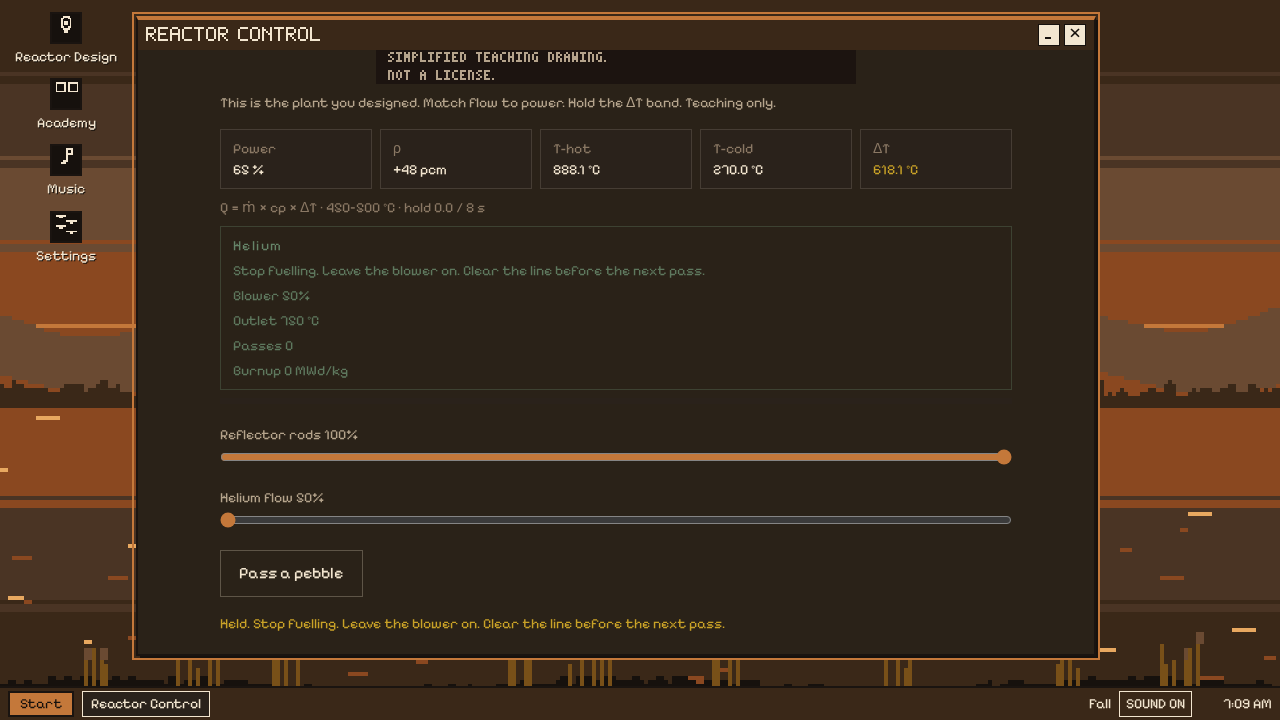 Reactor Design
Academy
Music
Settings
REACTOR CONTROL
SIMPLIFIED TEACHING DRAWING.
NOT A LICENSE.
This is the plant you designed. Match flow to power. Hold the ΔT band. Teaching only.
Power
65 %
ρ
+48 pcm
T-hot
888.1 °C
T-cold
270.0 °C
ΔT
618.1 °C
Q = ṁ × cp × ΔT · 450-500 °C · hold 0.0 / 8 s
Helium
Stop fuelling. Leave the blower on. Clear the line before the next pass.
Blower 50%
Outlet 750 °C
Passes 0
Burnup 0 MWd/kg
Reflector rods 100%
Helium flow 50%
Pass a pebble
Held. Stop fuelling. Leave the blower on. Clear the line before the next pass.
Start
Reactor Control
Fall
SOUND ON
7:09 AM